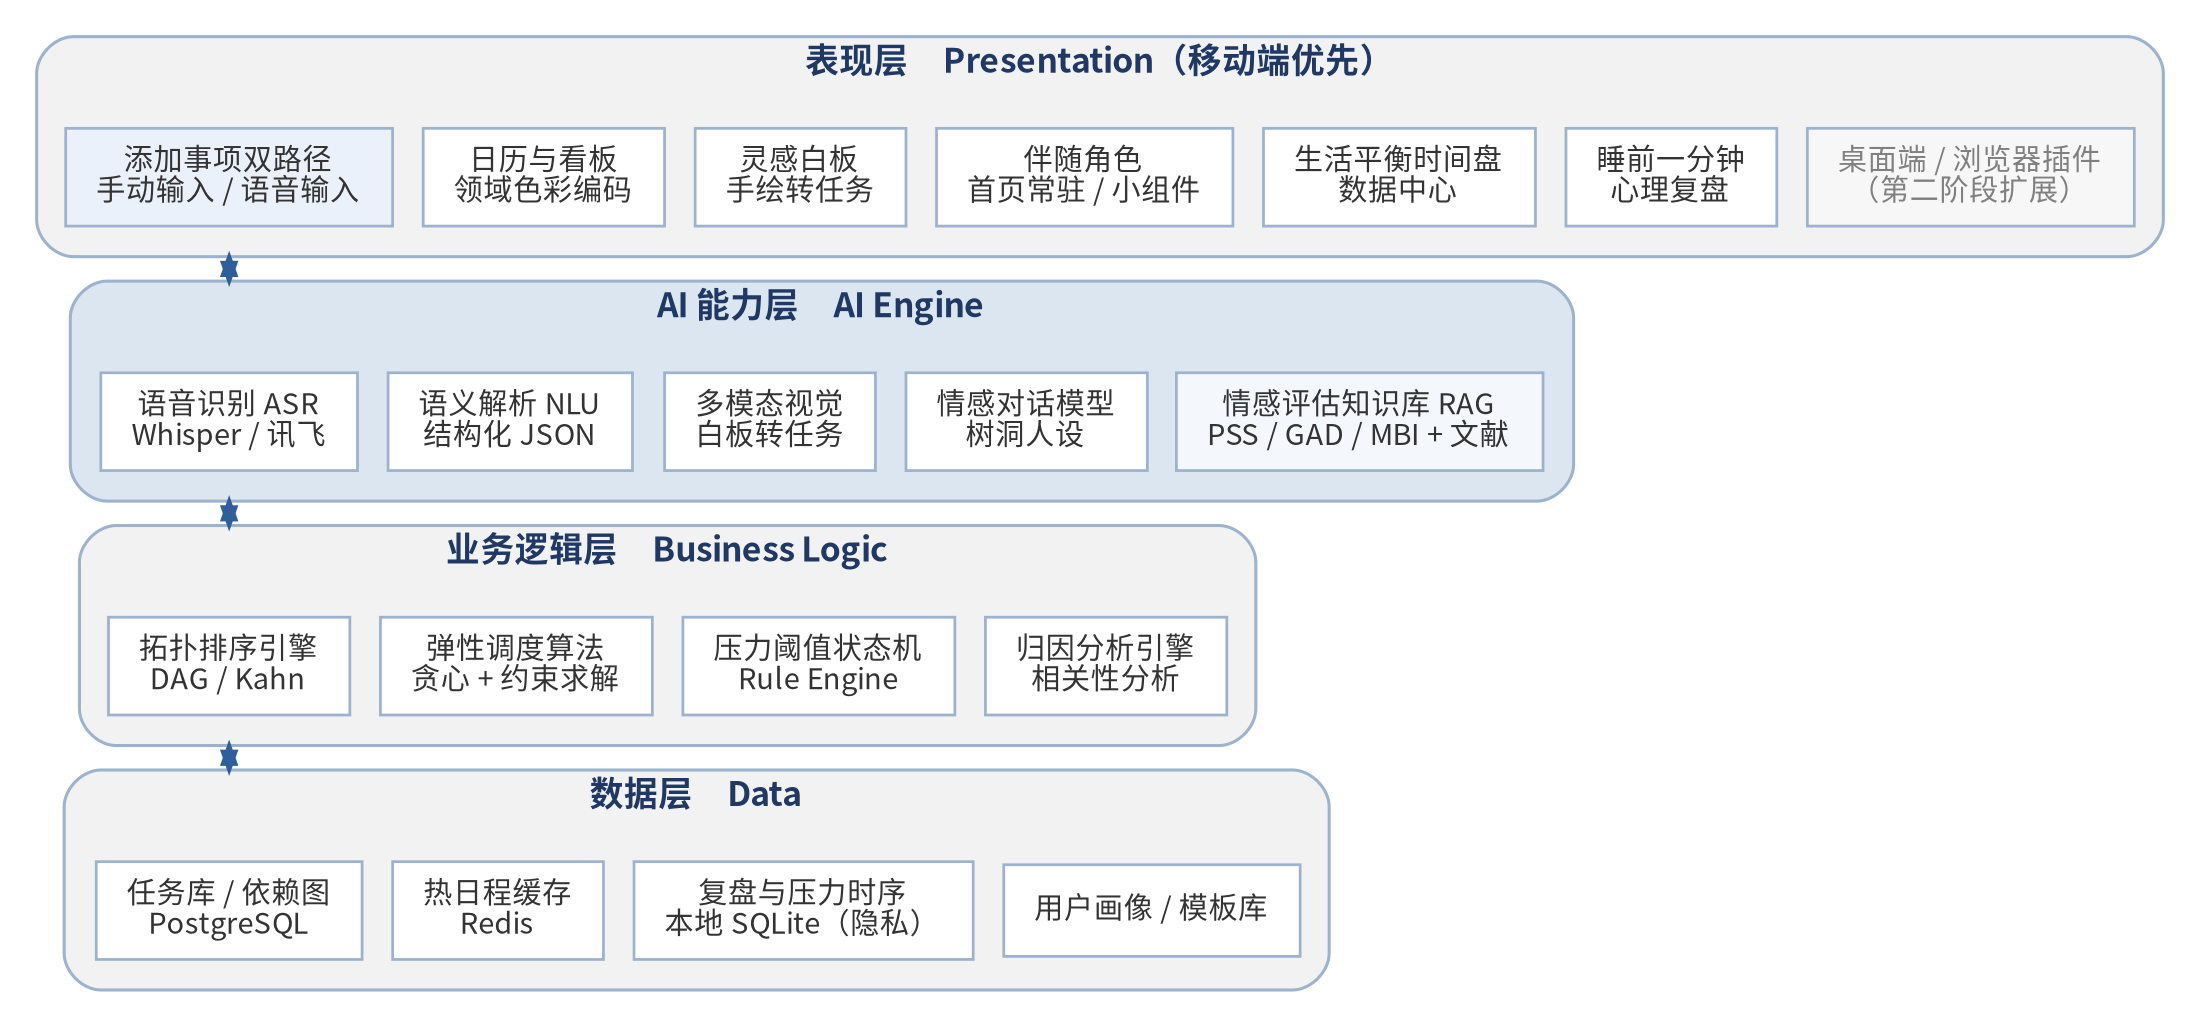 表现层 Presentation（移动端优先）
添加事项双路径
手动输入 / 语音输入
日历与看板
领域色彩编码
灵感白板
手绘转任务
伴随角色
首页常驻 / 小组件
生活平衡时间盘
数据中心
睡前一分钟
心理复盘
桌面端 / 浏览器插件
（第二阶段扩展）
AI 能力层 AI Engine
语音识别 ASR
Whisper / 讯飞
语义解析 NLU
结构化 JSON
多模态视觉
白板转任务
情感对话模型
树洞人设
情感评估知识库 RAG
PSS / GAD / MBI + 文献
业务逻辑层 Business Logic
拓扑排序引擎
DAG / Kahn
弹性调度算法
贪心 + 约束求解
压力阈值状态机
Rule Engine
归因分析引擎
相关性分析
数据层 Data
任务库 / 依赖图
PostgreSQL
热日程缓存
Redis
复盘与压力时序
本地 SQLite（隐私）
用户画像 / 模板库